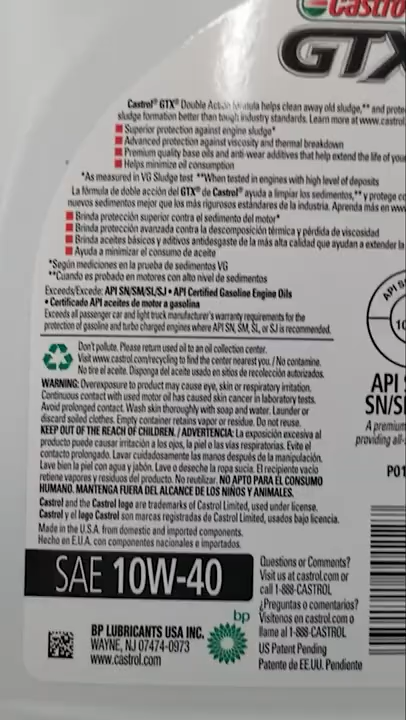 Castrol
GTX
Castrol® GTX® Double Action formula helps clean away old sludge,** and prote
sludge formation better than tough industry standards. Learn more at www.castrol.
Superior protection against engine sludge*
Advanced protection against viscosity and thermal breakdown
Premium quality base oils and anti-wear additives that help extend the life of your
Helps minimize oil consumption
*As measured in VG Sludge test **When tested in engines with high level of deposits
La fórmula de doble acción del GTX® de Castrol® ayuda a limpiar los sedimentos,** y protege co
nuevos sedimentos mejor que los más rigurosos estándares de la industria. Aprenda más en www
Brinda protección superior contra el sedimento del motor*
Brinda protección avanzada contra la descomposición térmica y pérdida de viscosidad
Brinda aceites básicos y aditivos antidesgaste de la más alta calidad que ayudan a extender la
Ayuda a minimizar el consumo de aceite
*Según mediciones en la prueba de sedimentos VG
**Cuando es probado en motores con alto nivel de sedimentos
Exceeds/Excede: API SN/SM/SL/SJ • API Certified Gasoline Engine Oils
• Certificado API aceites de motor a gasolina
Exceeds all passenger car and light truck manufacturer's warranty requirements for the
protection of gasoline and turbo charged engines where API SN, SM, SL, or SJ is recommended.
Don't pollute. Please return used oil to an oil collection center.
Visit www.castrol.com/recycling to find the center nearest you. / No contamine.
No tire el aceite. Disponga del aceite usado en sitios de recolección autorizados.
WARNING: Overexposure to product may cause eye, skin or respiratory irritation.
Continuous contact with used motor oil has caused skin cancer in laboratory tests.
Avoid prolonged contact. Wash skin thoroughly with soap and water. Launder or
discard soiled clothes. Empty container retains vapor or residue. Do not reuse.
KEEP OUT OF THE REACH OF CHILDREN. / ADVERTENCIA: La exposición excesiva al
producto puede causar irritación a los ojos, la piel o las vías respiratorias. Evite el
contacto prolongado. Lavar cuidadosamente las manos después de la manipulación.
Lave bien la piel con agua y jabón. Lave o deseche la ropa sucia. El recipiente vacío
retiene vapores y residuos del producto. No reutilizar. NO APTO PARA EL CONSUMO
HUMANO. MANTENGA FUERA DEL ALCANCE DE LOS NIÑOS Y ANIMALES.
Castrol and the Castrol logo are trademarks of Castrol Limited, used under license.
Castrol y el logo Castrol son marcas registradas de Castrol Limited, usados bajo licencia.
Made in the U.S.A. from domestic and imported components.
Hecho en E.U.A. con componentes nacionales e importados.
SAE 10W-40
BP LUBRICANTS USA INC.
WAYNE, NJ 07474-0973
www.castrol.com
bp
Questions or Comments?
Visit us at castrol.com or
call 1-888-CASTROL
¿Preguntas o comentarios?
Visítenos en castrol.com o
llame al 1-888-CASTROL
US Patent Pending
Patente de EE.UU. Pendiente
API S
10
API
SN/S
A premium
providing all-
P01